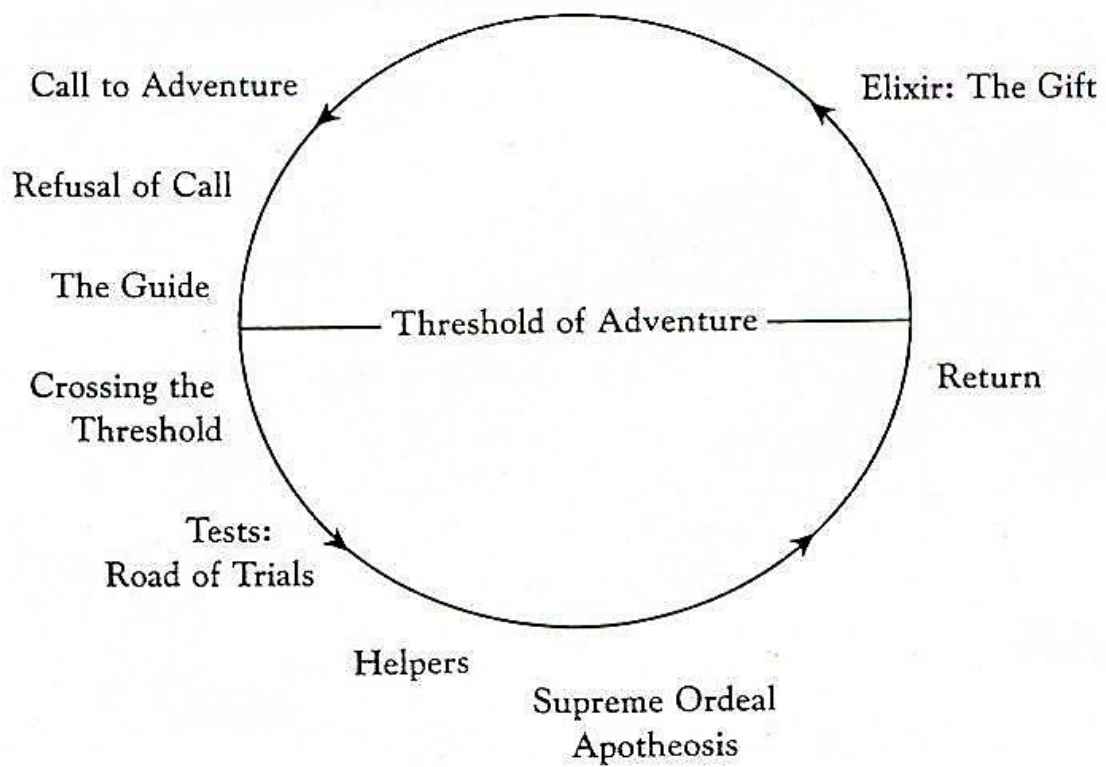 Call to Adventure
Elixir: The Gift
Refusal of Call
The Guide
Threshold of Adventure
Crossing the
Threshold
Return
Tests:
Road of Trials
Helpers
Supreme Ordeal
Apotheosis